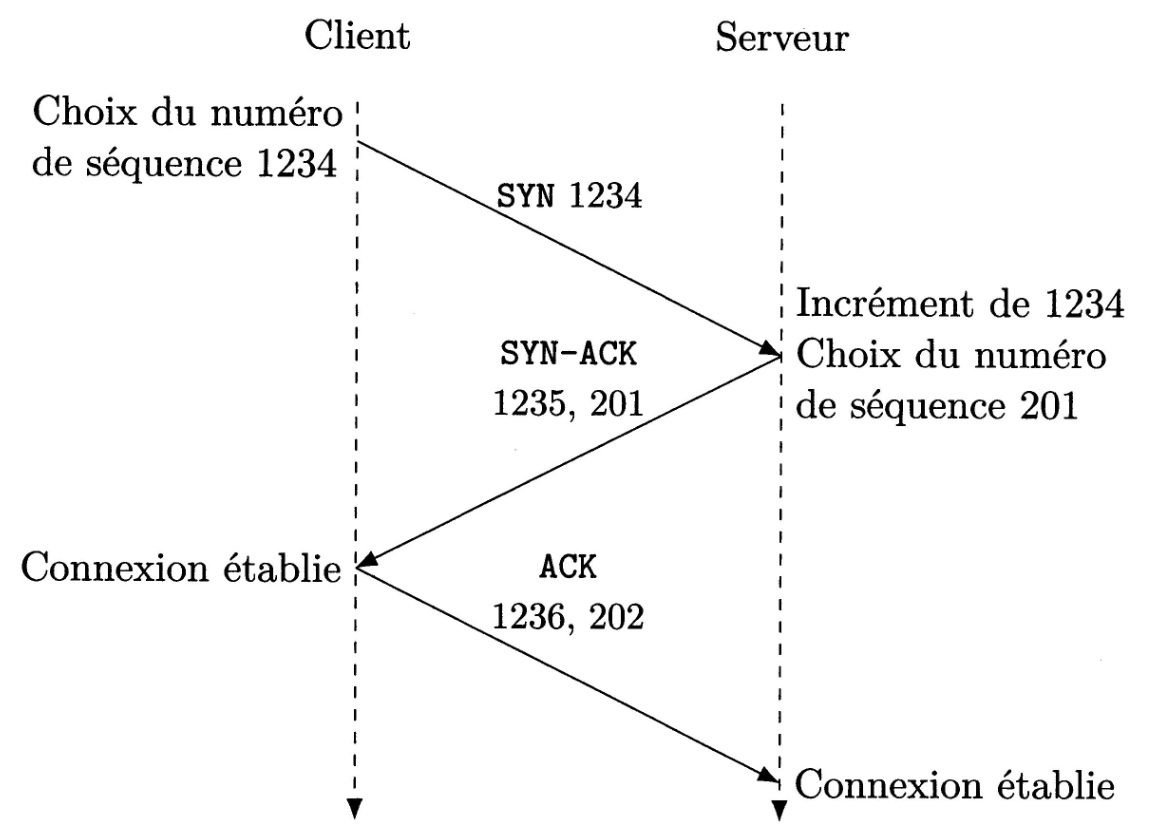 Client
Serveur
Choix du numéro
de séquence 1234
SYN 1234
Incrément de 1234
SYN-ACK
Choix du numéro
1235, 201
de séquence 201
Connexion établie
ACK
1236, 202
Connexion établie